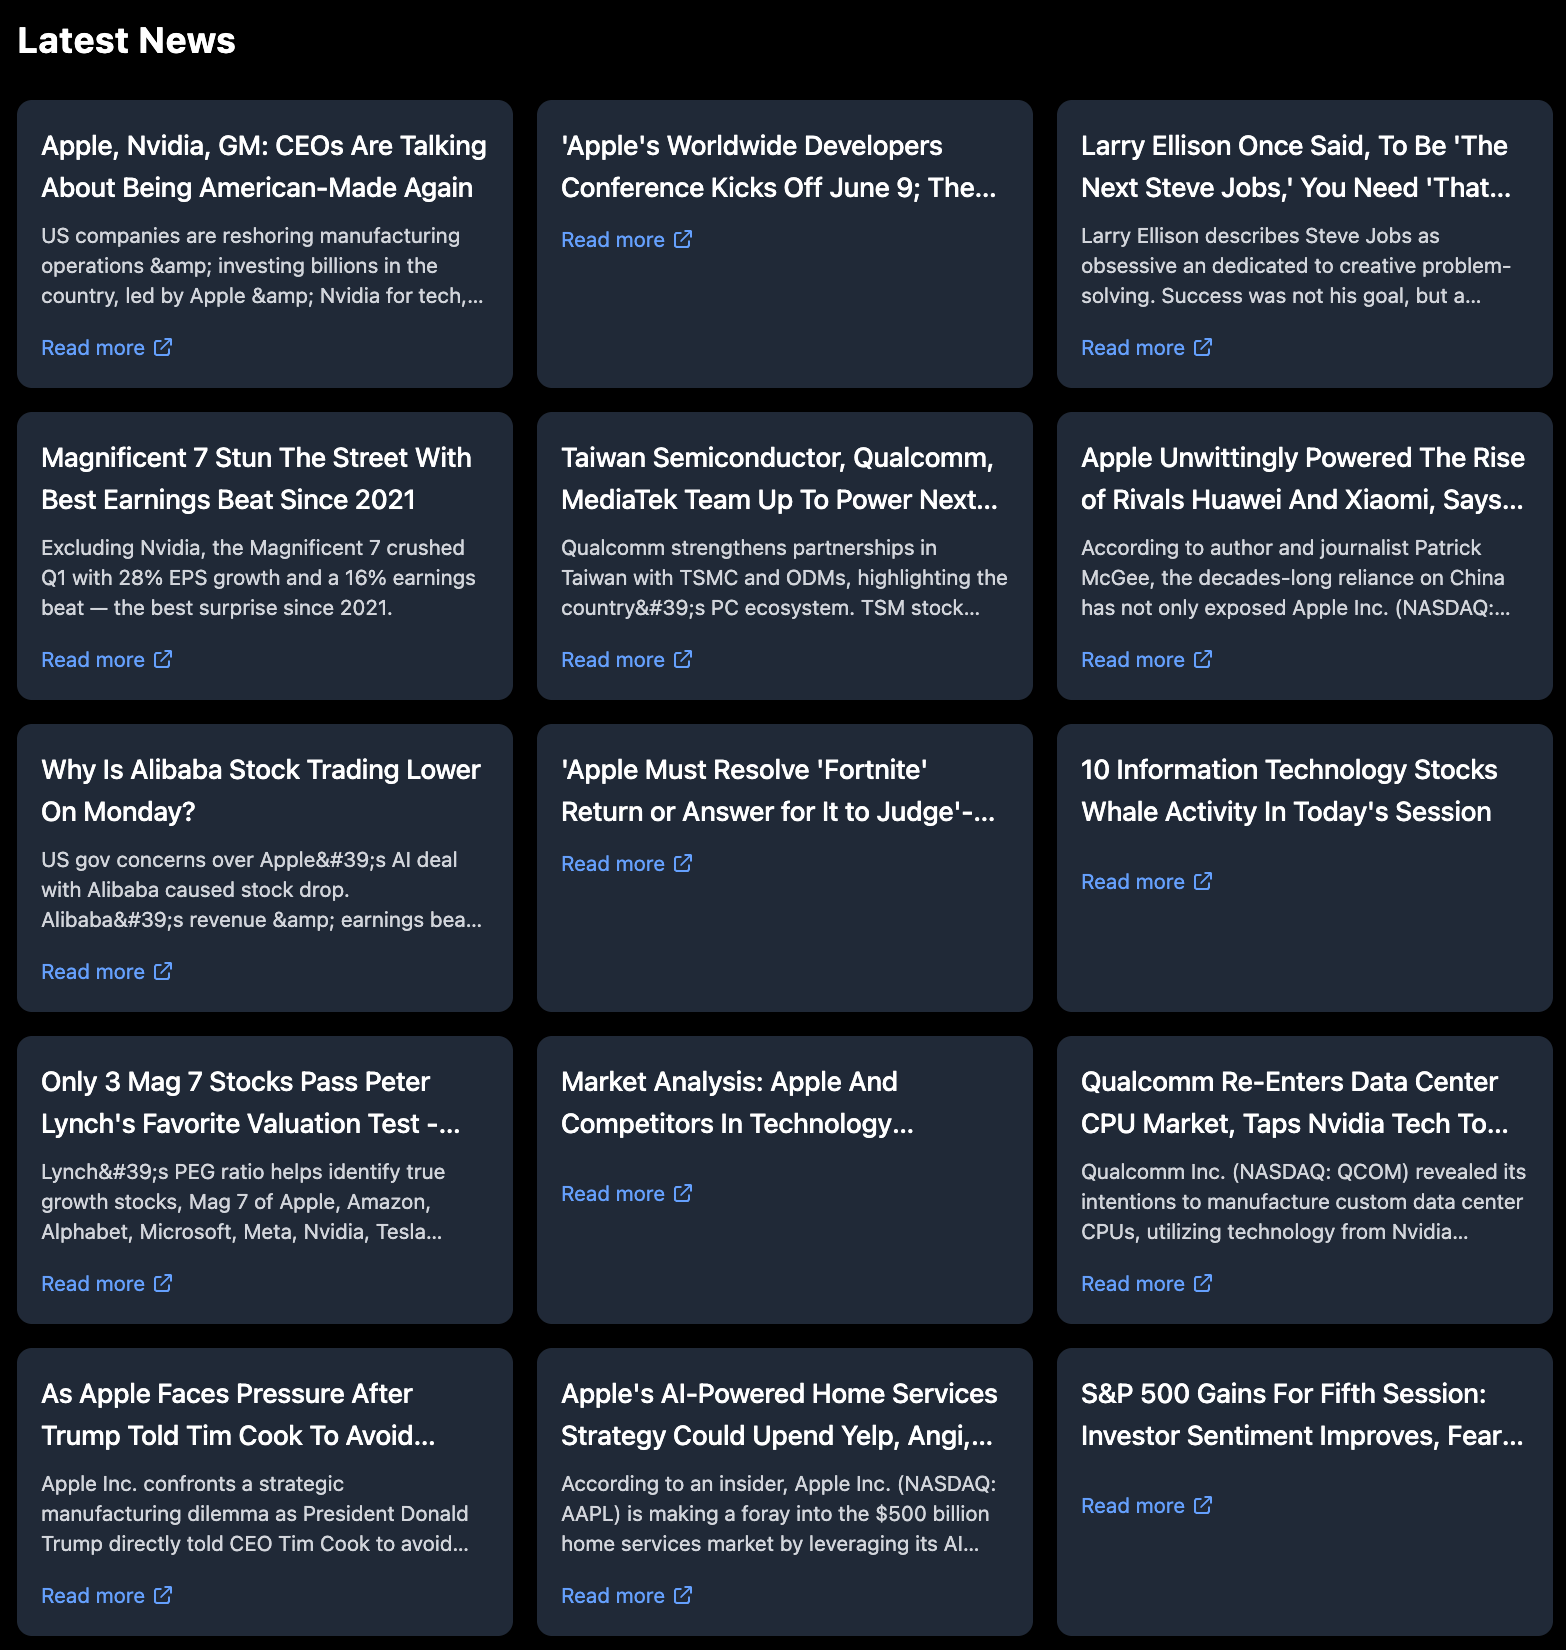 Latest News
Apple, Nvidia, GM: CEOs Are Talking
About Being American-Made Again
US companies are reshoring manufacturing
operations &amp; investing billions in the
country, led by Apple &amp; Nvidia for tech,...
Read more
'Apple's Worldwide Developers
Conference Kicks Off June 9; The...
Read more
Larry Ellison Once Said, To Be 'The
Next Steve Jobs,' You Need 'That...
Larry Ellison describes Steve Jobs as
obsessive an dedicated to creative problem-
solving. Success was not his goal, but a...
Read more
Magnificent 7 Stun The Street With
Best Earnings Beat Since 2021
Excluding Nvidia, the Magnificent 7 crushed
Q1 with 28% EPS growth and a 16% earnings
beat — the best surprise since 2021.
Read more
Taiwan Semiconductor, Qualcomm,
MediaTek Team Up To Power Next...
Qualcomm strengthens partnerships in
Taiwan with TSMC and ODMs, highlighting the
country&#39;s PC ecosystem. TSM stock...
Read more
Apple Unwittingly Powered The Rise
of Rivals Huawei And Xiaomi, Says...
According to author and journalist Patrick
McGee, the decades-long reliance on China
has not only exposed Apple Inc. (NASDAQ:...
Read more
Why Is Alibaba Stock Trading Lower
On Monday?
US gov concerns over Apple&#39;s AI deal
with Alibaba caused stock drop.
Alibaba&#39;s revenue &amp; earnings bea...
Read more
'Apple Must Resolve 'Fortnite'
Return or Answer for It to Judge'-...
Read more
10 Information Technology Stocks
Whale Activity In Today's Session
Read more
Only 3 Mag 7 Stocks Pass Peter
Lynch's Favorite Valuation Test -...
Lynch&#39;s PEG ratio helps identify true
growth stocks, Mag 7 of Apple, Amazon,
Alphabet, Microsoft, Meta, Nvidia, Tesla...
Read more
Market Analysis: Apple And
Competitors In Technology...
Read more
Qualcomm Re-Enters Data Center
CPU Market, Taps Nvidia Tech To...
Qualcomm Inc. (NASDAQ: QCOM) revealed its
intentions to manufacture custom data center
CPUs, utilizing technology from Nvidia...
Read more
As Apple Faces Pressure After
Trump Told Tim Cook To Avoid...
Apple Inc. confronts a strategic
manufacturing dilemma as President Donald
Trump directly told CEO Tim Cook to avoid...
Read more
Apple's AI-Powered Home Services
Strategy Could Upend Yelp, Angi,...
According to an insider, Apple Inc. (NASDAQ:
AAPL) is making a foray into the $500 billion
home services market by leveraging its AI...
Read more
S&P 500 Gains For Fifth Session:
Investor Sentiment Improves, Fear...
Read more